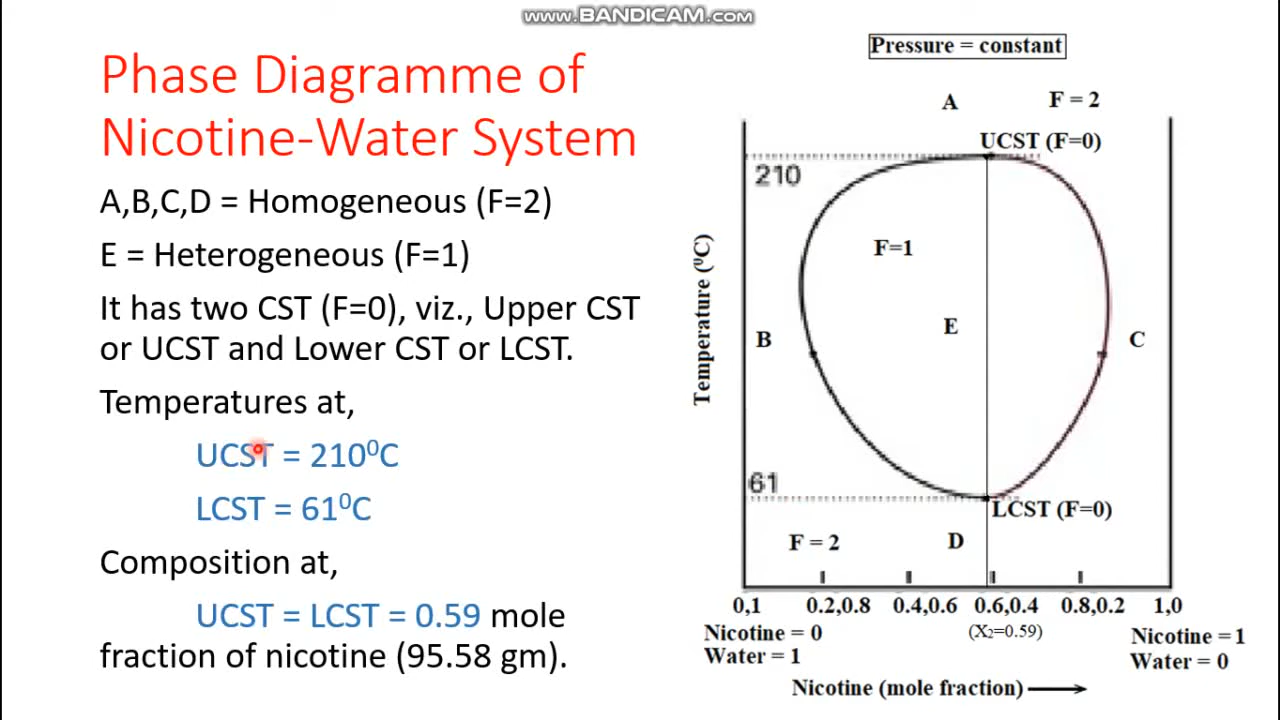 www.BANDICAM.com
Phase Diagramme of
Nicotine-Water System
A,B,C,D = Homogeneous (F=2)
E = Heterogeneous (F=1)
It has two CST (F=0), viz., Upper CST
or UCST and Lower CST or LCST.
Temperatures at,
UCST = 210⁰C
LCST = 61⁰C
Composition at,
UCST = LCST = 0.59 mole
fraction of nicotine (95.58 gm).
Pressure = constant
A
F = 2
UCST (F=0)
210
F=1
Temperature (⁰C)
E
B
C
61
LCST (F=0)
F = 2
D
0,1 0.2,0.8 0.4,0.6 0.6,0.4 0.8,0.2 1,0
(X₂=0.59)
Nicotine = 0
Water = 1
Nicotine = 1
Water = 0
Nicotine (mole fraction)